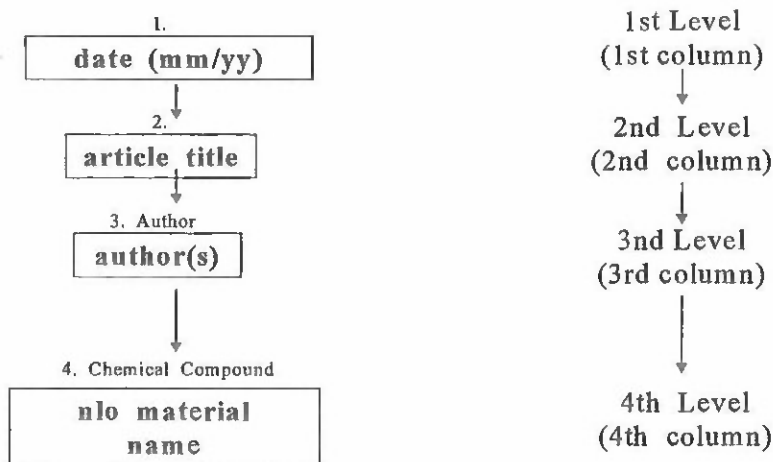 1.
date (mm/yy)
2.
article title
3. Author
author(s)
4. Chemical Compound
nlo material
name
1st Level
(1st column)
2nd Level
(2nd column)
3nd Level
(3rd column)
4th Level
(4th column)